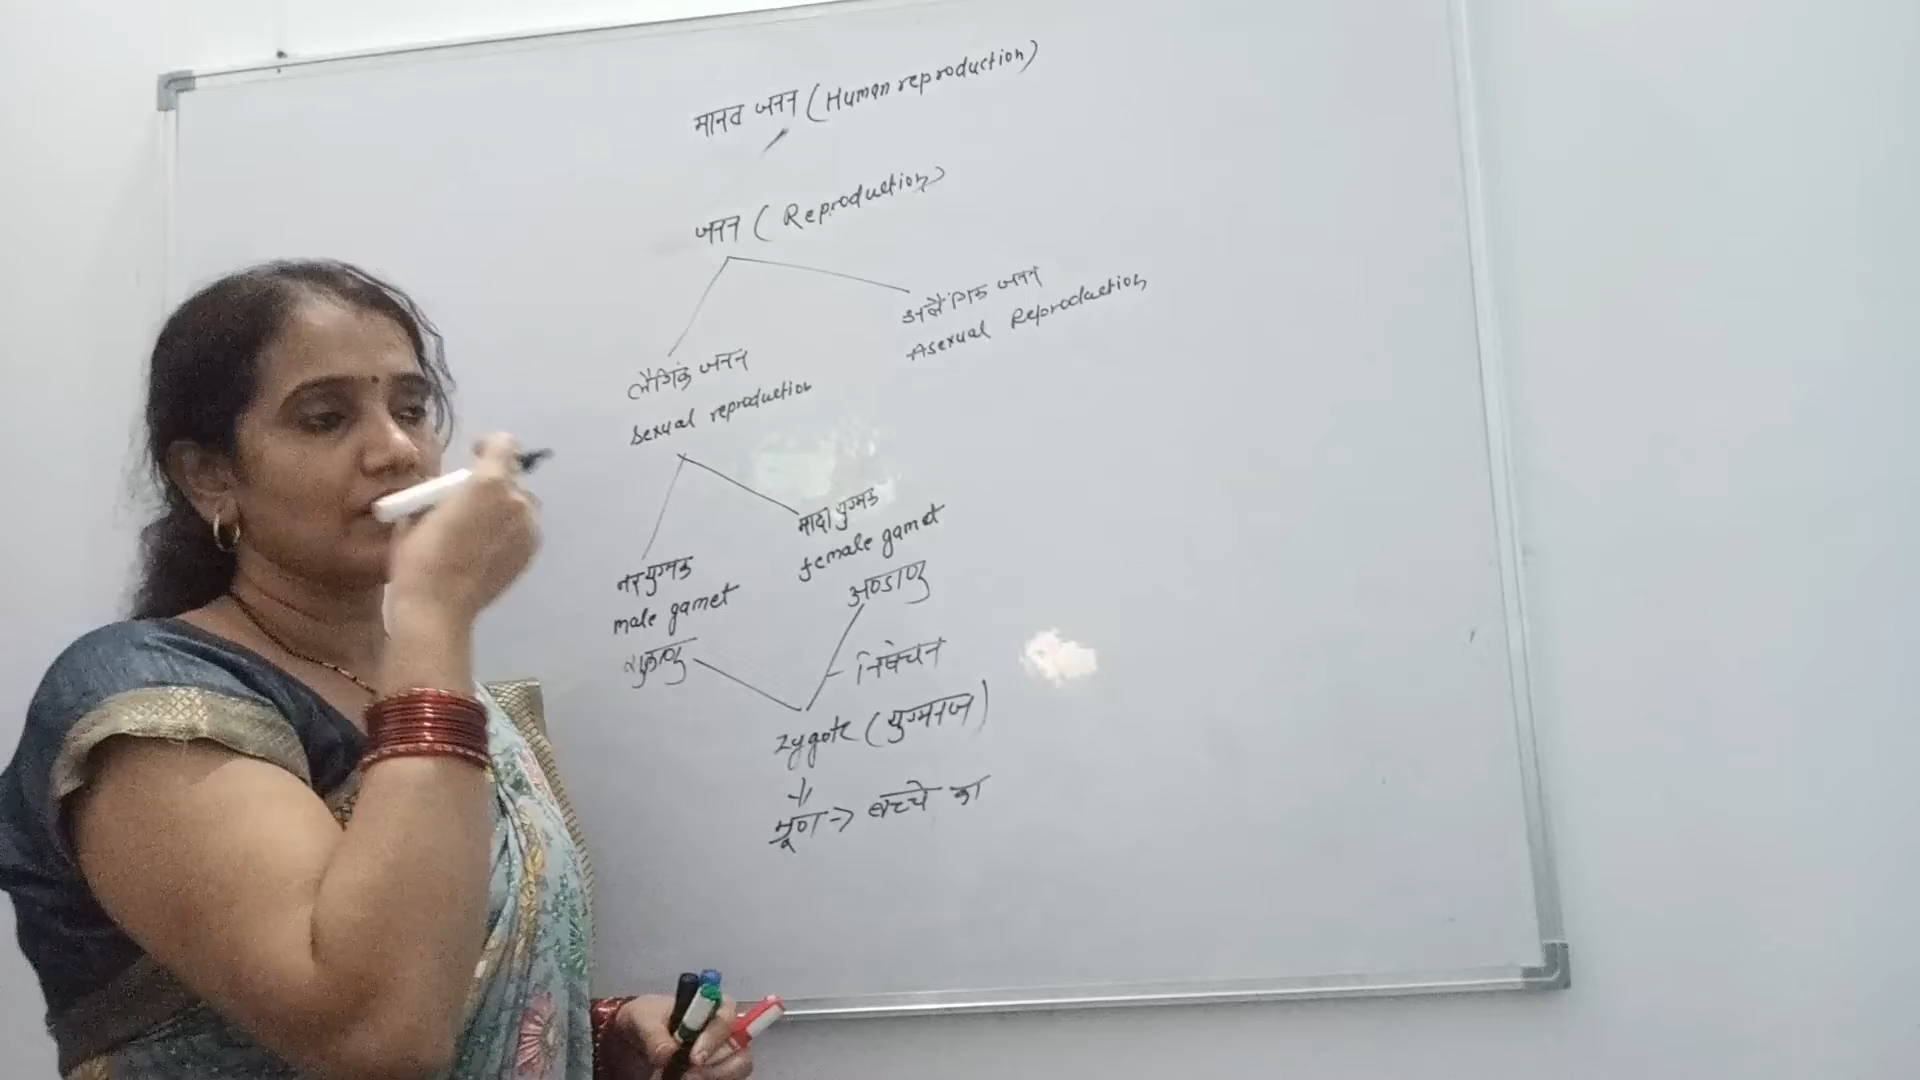 मानव जनन (Human reproduction)
जनन (Reproduction)
अलैंगिक जनन
Asexual Reproduction
लैगिंक जनन
sexual reproduction
मादा युग्मक
female gamet
अण्डाणु
नर युग्मक
male gamet
शुक्राणु
निषेचन
zygote (युग्मनज)
भ्रूण -> बच्चे का